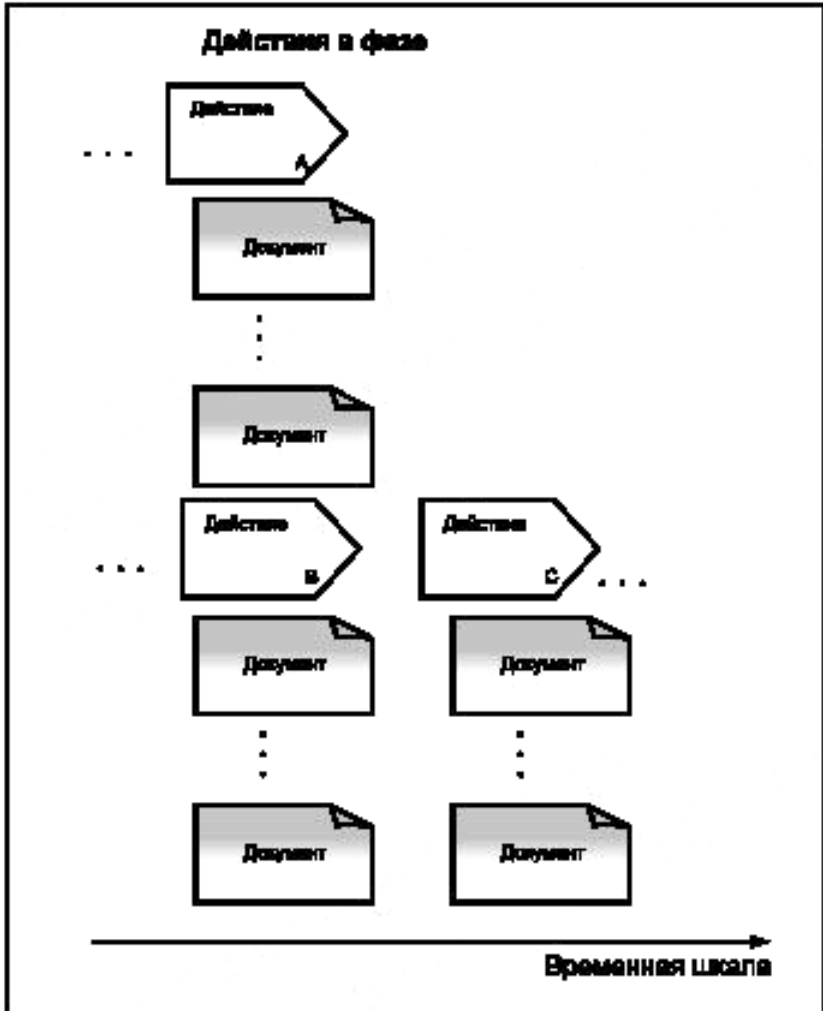 Действия в фазе
Действие
A
. . .
Документ
Документ
Действие
B
Действие
C
. . .
. . .
Документ
Документ
Документ
Документ
Временная шкала